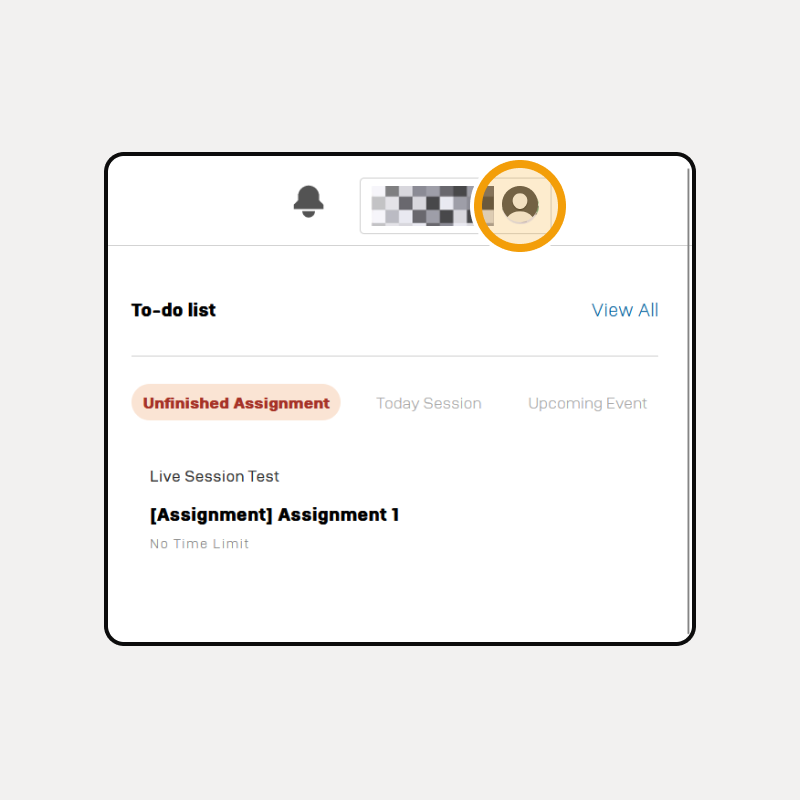 To-do list
View All
Unfinished Assignment
Today Session
Upcoming Event
Live Session Test
[Assignment] Assignment 1
No Time Limit